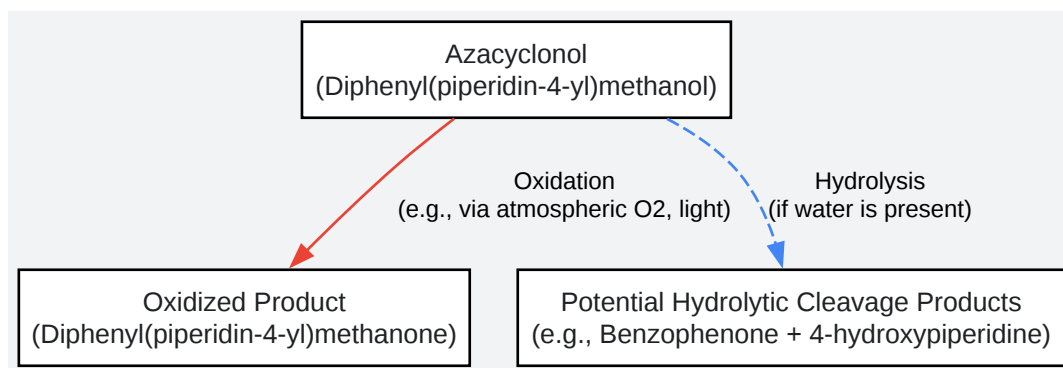 Azacyclonol
(Diphenyl(piperidin-4-yl)methanol)
Oxidation
(e.g., via atmospheric O2, light)
Hydrolysis
(if water is present)
Oxidized Product
(Diphenyl(piperidin-4-yl)methanone)
Potential Hydrolytic Cleavage Products
(e.g., Benzophenone + 4-hydroxypiperidine)